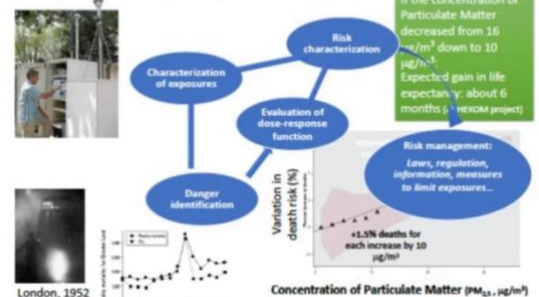 If the concentration of
Particulate Matter
decreased from 16
µg/m³ down to 10
µg/m³:
Expected gain in life
expectancy: about 6
months (APHEKOM project)
Risk
characterization
Characterization
of exposures
Evaluation of
dose-response
function
Risk management:
Laws, regulation,
information, measures
to limit exposures...
Danger
identification
Variation in
death risk (%)
+1.5% deaths for
each increase by 10
µg/m³
London, 1952
Concentration of Particulate Matter (PM2.5, µg/m³)